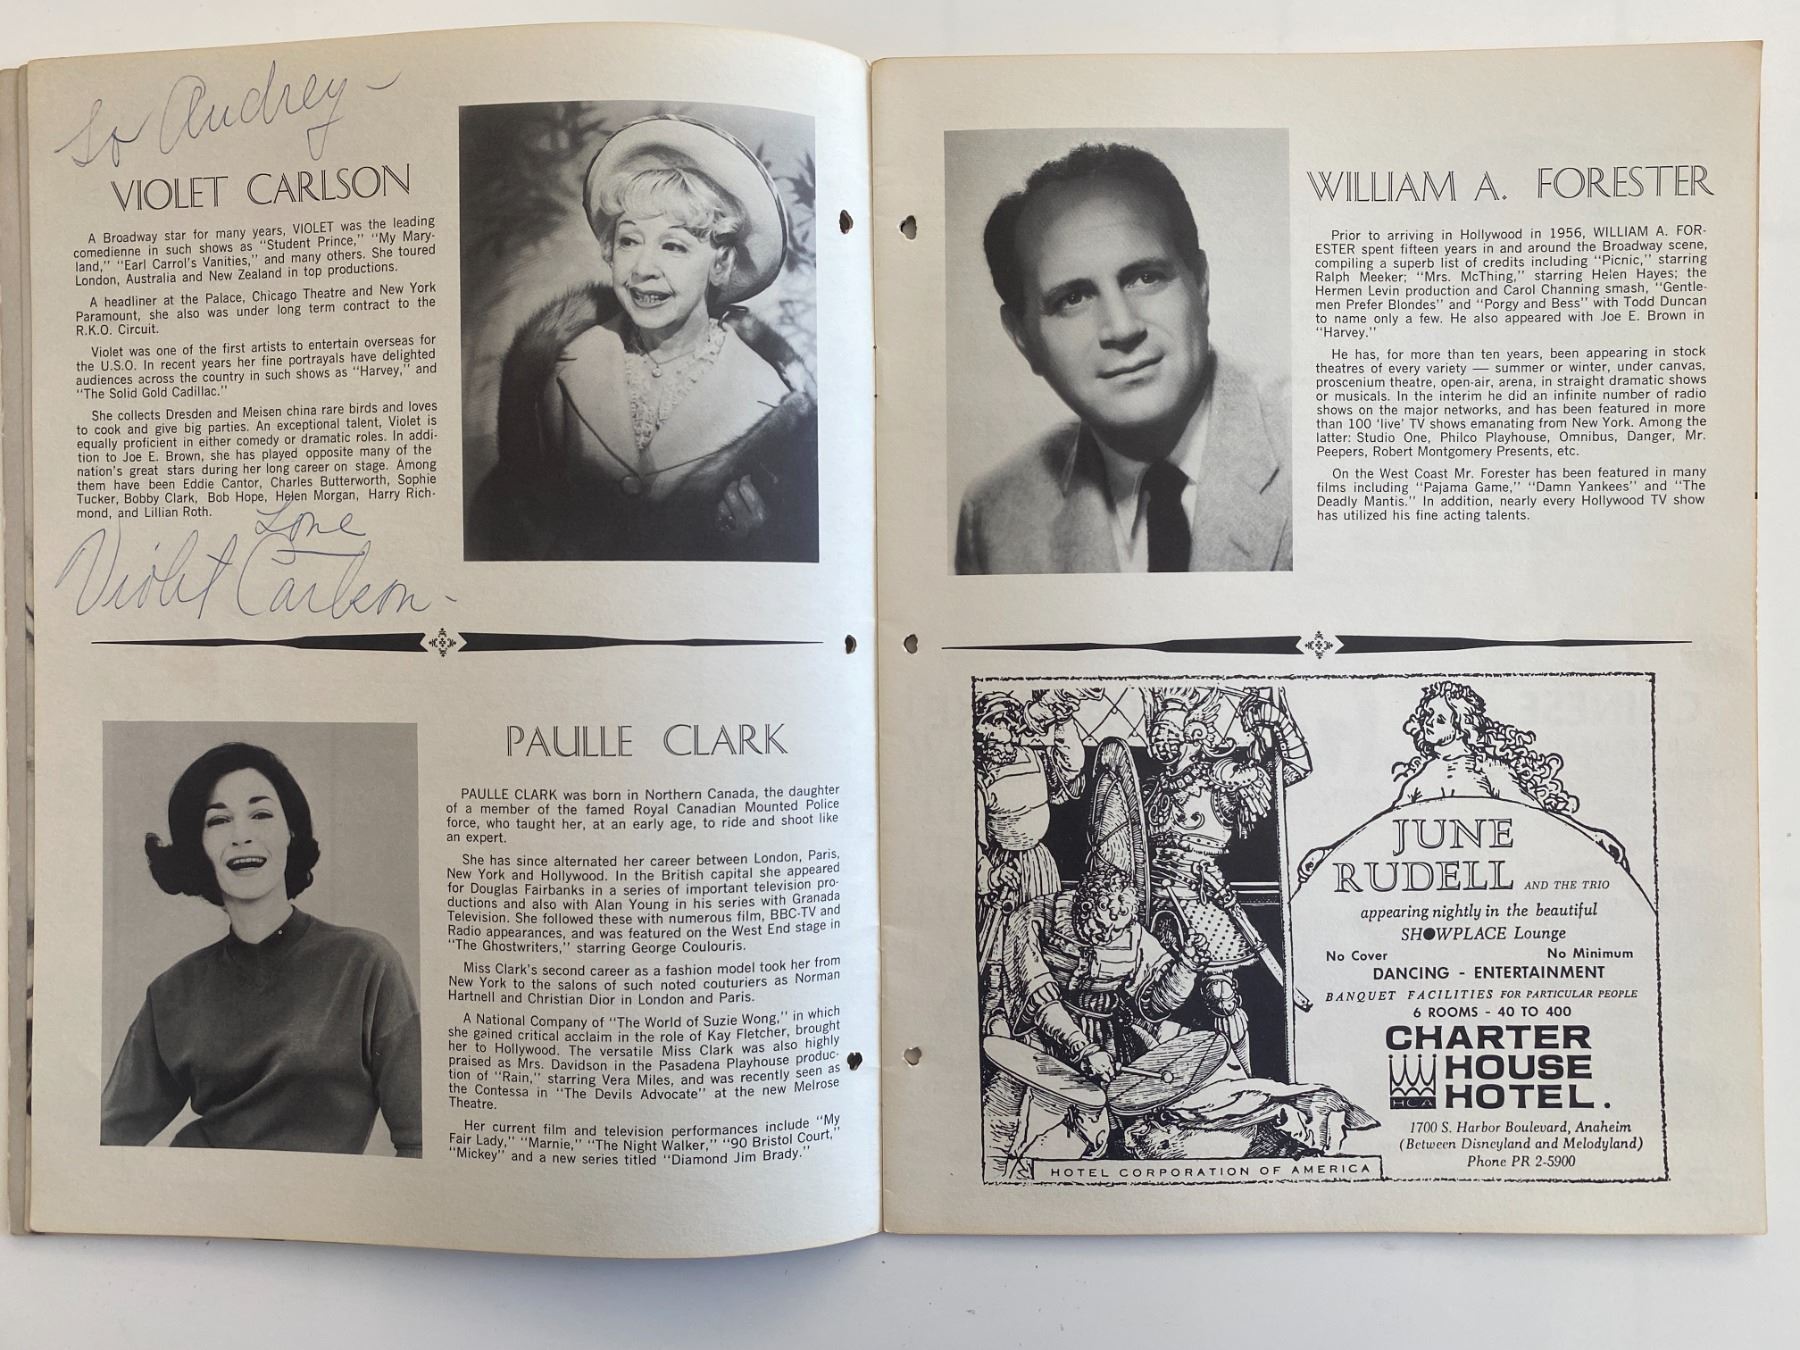 To Audrey -
VIOLET CARLSON
A Broadway star for many years, VIOLET was the leading
comedienne in such shows as "Student Prince," "My Mary-
land," "Earl Carrol's Vanities," and many others. She toured
London, Australia and New Zealand in top productions.
A headliner at the Palace, Chicago Theatre and New York
Paramount, she also was under long term contract to the
R.K.O. Circuit.
Violet was one of the first artists to entertain overseas for
the U.S.O. In recent years her fine portrayals have delighted
audiences across the country in such shows as "Harvey," and
"The Solid Gold Cadillac."
She collects Dresden and Meisen china rare birds and loves
to cook and give big parties. An exceptional talent, Violet is
equally proficient in either comedy or dramatic roles. In addi-
tion to Joe E. Brown, she has played opposite many of the
nation's great stars during her long career on stage. Among
them have been Eddie Cantor, Charles Butterworth, Sophie
Tucker, Bobby Clark, Bob Hope, Helen Morgan, Harry Rich-
mond, and Lillian Roth.
Love
Violet Carlson -
PAULLE CLARK
PAULLE CLARK was born in Northern Canada, the daughter
of a member of the famed Royal Canadian Mounted Police
force, who taught her, at an early age, to ride and shoot like
an expert.
She has since alternated her career between London, Paris,
New York and Hollywood. In the British capital she appeared
for Douglas Fairbanks in a series of important television pro-
ductions and also with Alan Young in his series with Granada
Television. She followed these with numerous film, BBC-TV and
Radio appearances, and was featured on the West End stage in
"The Ghostwriters," starring George Coulouris.
Miss Clark's second career as a fashion model took her from
New York to the salons of such noted couturiers as Norman
Hartnell and Christian Dior in London and Paris.
A National Company of "The World of Suzie Wong," in which
she gained critical acclaim in the role of Kay Fletcher, brought
her to Hollywood. The versatile Miss Clark was also highly
praised as Mrs. Davidson in the Pasadena Playhouse produc-
tion of "Rain," starring Vera Miles, and was recently seen as
the Contessa in "The Devils Advocate" at the new Melrose
Theatre.
Her current film and television performances include "My
Fair Lady," "Marnie," "The Night Walker," "90 Bristol Court,"
"Mickey" and a new series titled "Diamond Jim Brady."
WILLIAM A. FORESTER
Prior to arriving in Hollywood in 1956, WILLIAM A. FOR-
ESTER spent fifteen years in and around the Broadway scene,
compiling a superb list of credits including "Picnic," starring
Ralph Meeker; "Mrs. McThing," starring Helen Hayes; the
Hermen Levin production and Carol Channing smash, "Gentle-
men Prefer Blondes" and "Porgy and Bess" with Todd Duncan
to name only a few. He also appeared with Joe E. Brown in
"Harvey."
He has, for more than ten years, been appearing in stock
theatres of every variety — summer or winter, under canvas,
proscenium theatre, open-air, arena, in straight dramatic shows
or musicals. In the interim he did an infinite number of radio
shows on the major networks, and has been featured in more
than 100 'live' TV shows emanating from New York. Among the
latter: Studio One, Philco Playhouse, Omnibus, Danger, Mr.
Peepers, Robert Montgomery Presents, etc.
On the West Coast Mr. Forester has been featured in many
films including "Pajama Game," "Damn Yankees" and "The
Deadly Mantis." In addition, nearly every Hollywood TV show
has utilized his fine acting talents.
JUNE
RUDELL AND THE TRIO
appearing nightly in the beautiful
SHOWPLACE Lounge
No Cover No Minimum
DANCING - ENTERTAINMENT
BANQUET FACILITIES FOR PARTICULAR PEOPLE
6 ROOMS - 40 TO 400
CHARTER
HOUSE
HCA HOTEL.
1700 S. Harbor Boulevard, Anaheim
(Between Disneyland and Melodyland)
Phone PR 2-5900
HOTEL CORPORATION OF AMERICA